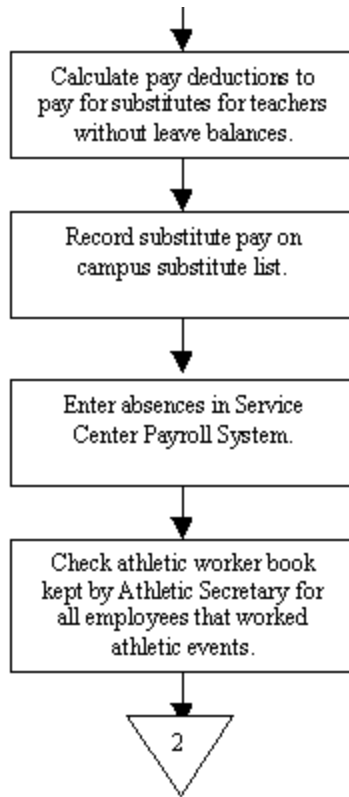 Calculate pay deductions to
pay for substitutes for teachers
without leave balances.
Record substitute pay on
campus substitute list.
Enter absences in Service
Center Payroll System.
Check athletic worker book
kept by Athletic Secretary for
all employees that worked
athletic events.
2